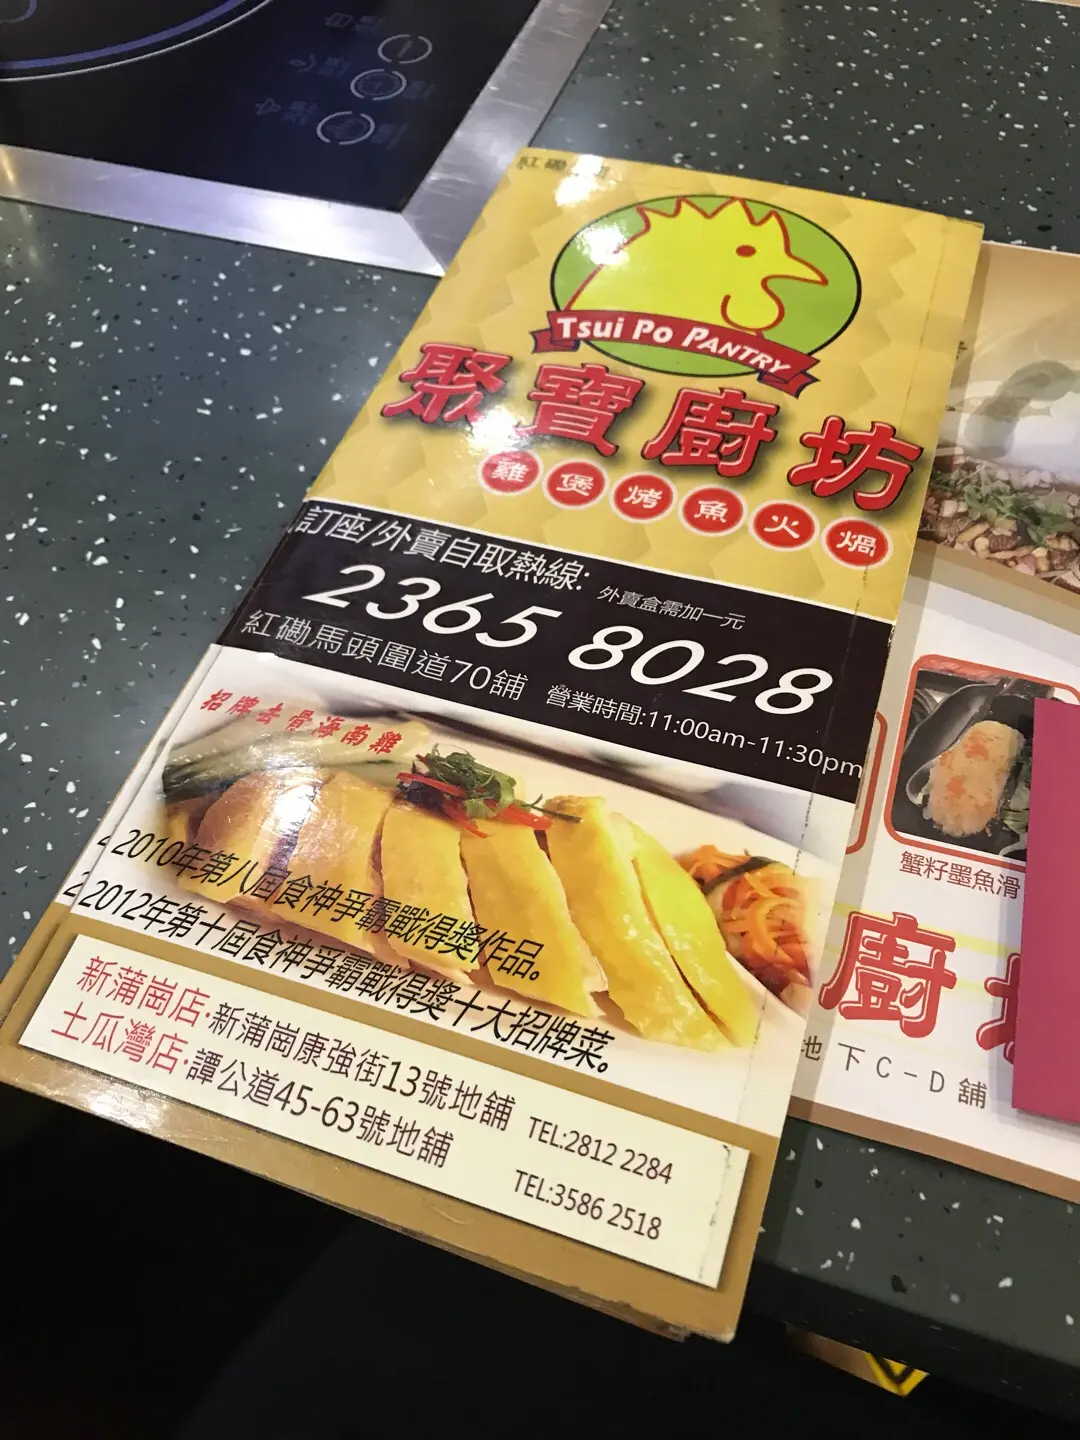 紅磡
Tsui Po PANTRY
聚寶廚坊
雞煲烤魚火煱
訂座/外賣自取熱線:
外賣盒需加一元
2365 8028
紅磡馬頭圍道70舖
營業時間:11:00am-11:30pm
招牌去骨海南雞
2010年第八屆食神爭霸戰得獎作品。
2012年第十屆食神爭霸戰得獎十大招牌菜。
新蒲崗店·新蒲崗康強街13號地舖 TEL:2812 2284
土瓜灣店·譚公道45-63號地舖 TEL:3586 2518
蟹籽墨魚滑
廚
地下C-D舖